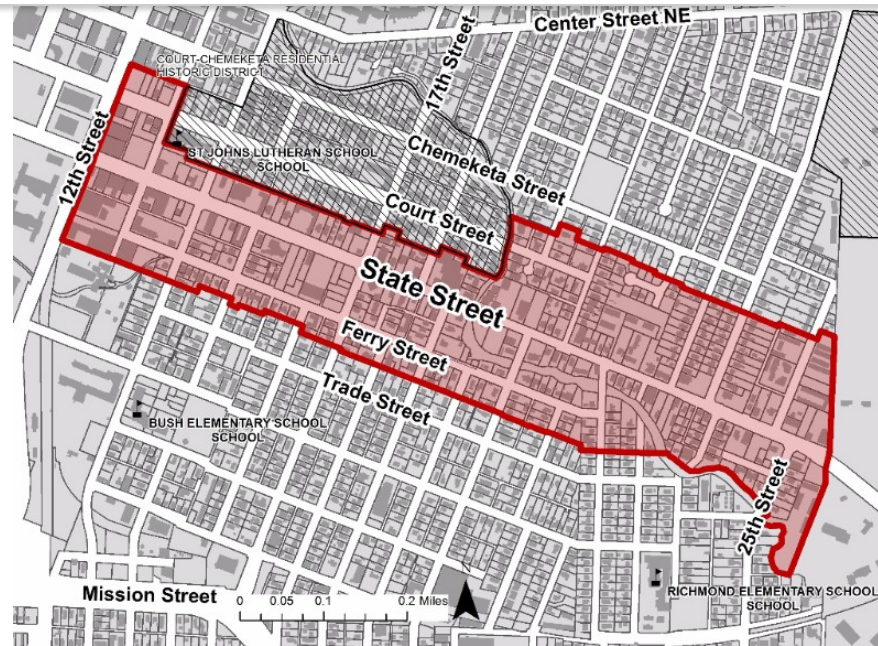 Center Street NE
17th Street
COURT-CHEMEKETA RESIDENTIAL
HISTORIC DISTRICT
12th Street
ST JOHNS LUTHERAN SCHOOL
SCHOOL
Chemeketa Street
Court Street
State Street
Ferry Street
Trade Street
BUSH ELEMENTARY SCHOOL
SCHOOL
25th Street
Mission Street
0 0.05 0.1 0.2 Miles
N
RICHMOND ELEMENTARY SCHOOL
SCHOOL